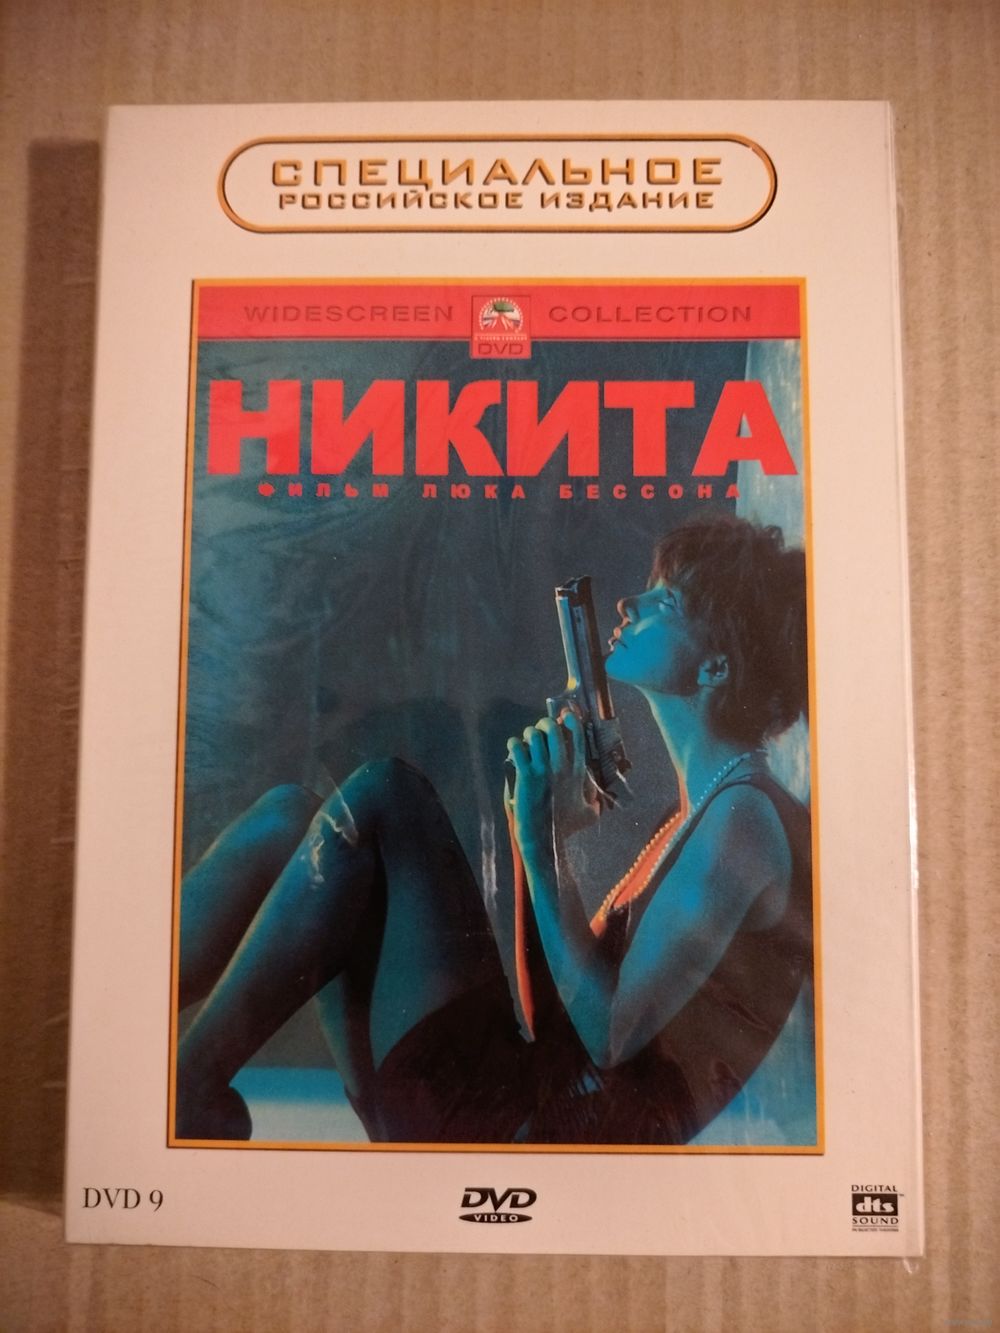 СПЕЦИАЛЬНОЕ
РОССИЙСКОЕ ИЗДАНИЕ
WIDESCREEN COLLECTION
DVD
НИКИТА
ФИЛЬМ ЛЮКА БЕССОНА
DVD 9
DVD
VIDEO
DIGITAL
dts
SOUND